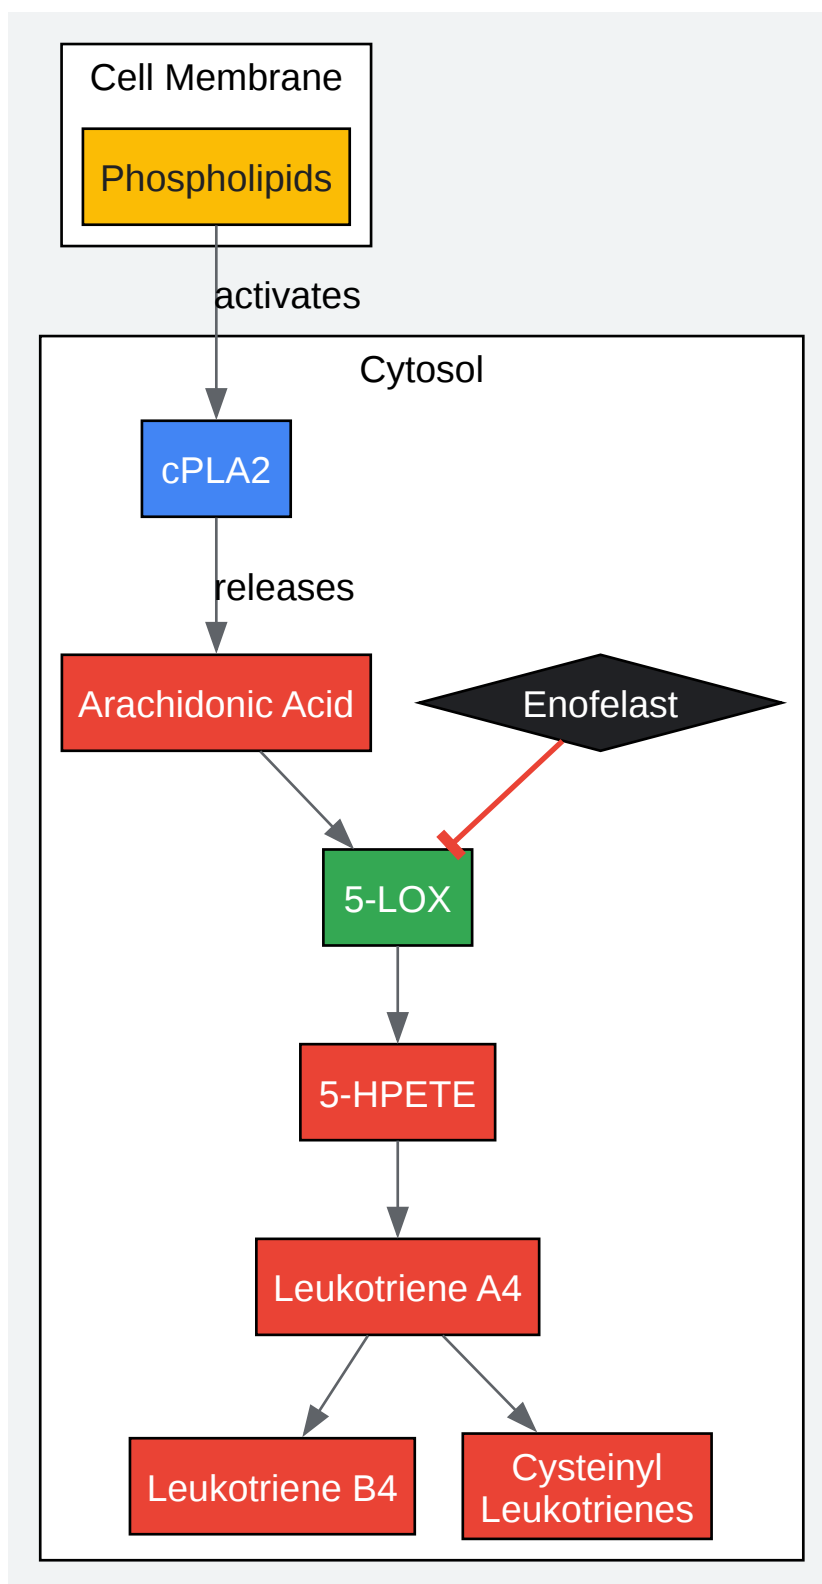 Cell Membrane
Phospholipids
activates
Cytosol
cPLA2
releases
Arachidonic Acid
Enofelast
5-LOX
5-HPETE
Leukotriene A4
Leukotriene B4
Cysteinyl
Leukotrienes